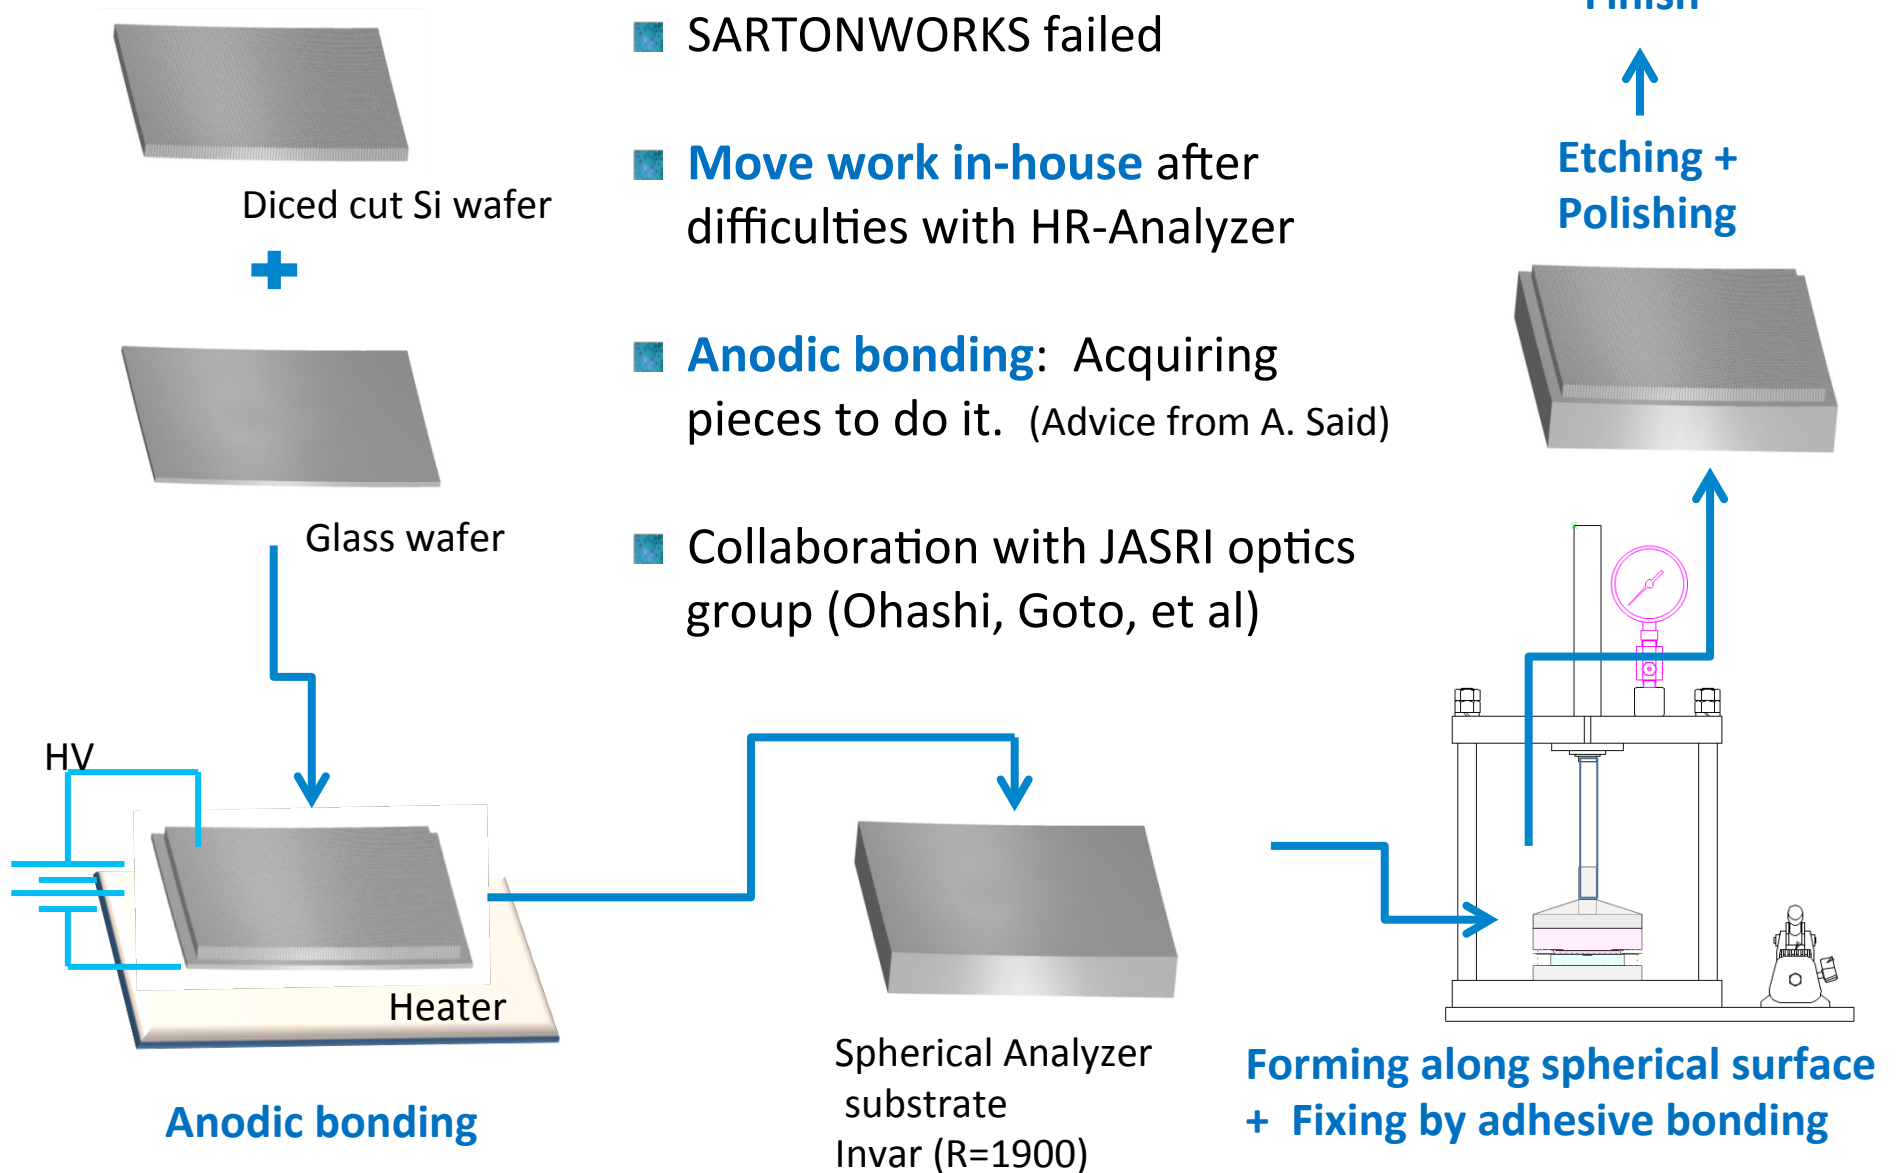 SARTONWORKS failed
Move work in-house after
difficulties with HR-Analyzer
Anodic bonding:  Acquiring
pieces to do it.  (Advice from A. Said)
Collaboration with JASRI optics
group (Ohashi, Goto, et al)
Diced cut Si wafer
Glass wafer
HV
Heater
Anodic bonding
Spherical Analyzer
substrate
Invar (R=1900)
Forming along spherical surface
+ Fixing by adhesive bonding
Etching +
Polishing
Finish